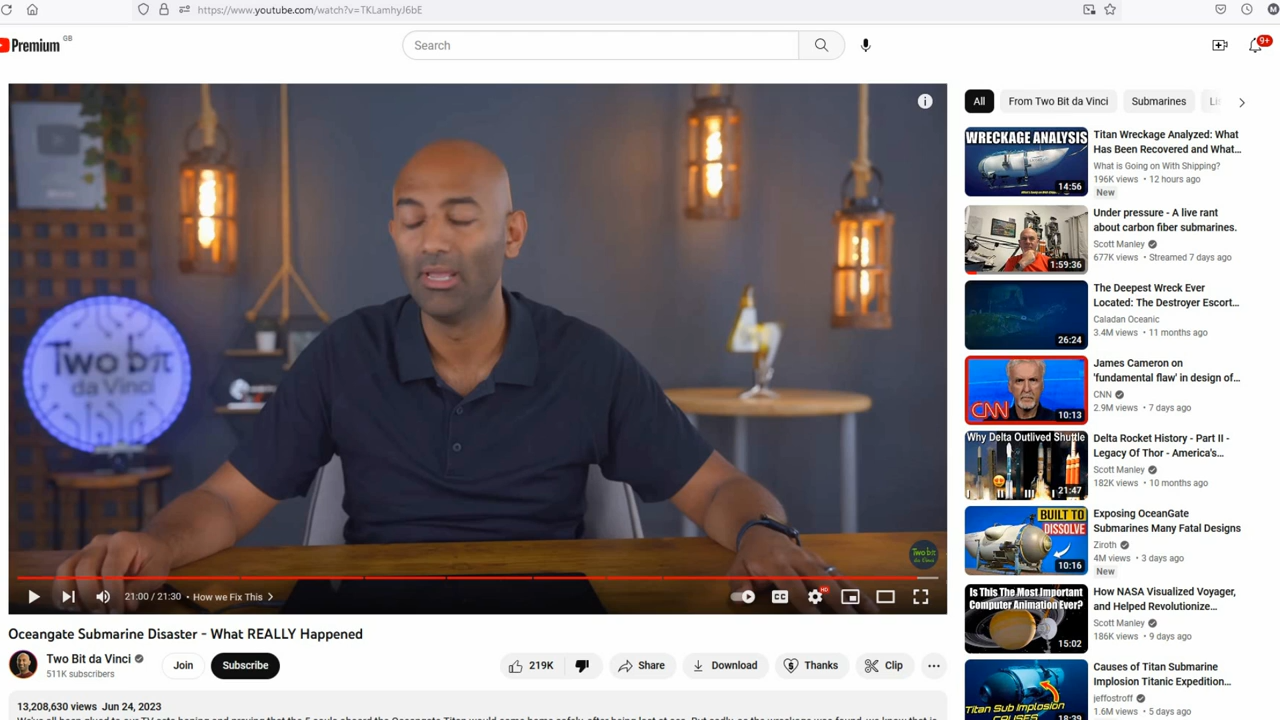 https://www.youtube.com/watch?v=TKLamhyJ6bE
Premium GB
Search
9+
Two bit
da Vinci
Two bit
da Vinci
21:00 / 21:30 • How we Fix This
CC
HD
Oceangate Submarine Disaster - What REALLY Happened
Two Bit da Vinci
511K subscribers
Join
Subscribe
219K
Share
Download
Thanks
Clip
13,208,630 views Jun 24, 2023
All
From Two Bit da Vinci
Submarines
WRECKAGE ANALYSIS
14:56
Titan Wreckage Analyzed: What
Has Been Recovered and What...
What is Going on With Shipping?
196K views • 12 hours ago
New
1:59:36
Under pressure - A live rant
about carbon fiber submarines.
Scott Manley
677K views • Streamed 7 days ago
26:24
The Deepest Wreck Ever
Located: The Destroyer Escort...
Caladan Oceanic
3.4M views • 11 months ago
CNN
10:13
James Cameron on
'fundamental flaw' in design of...
CNN
2.9M views • 7 days ago
Why Delta Outlived Shuttle
21:47
Delta Rocket History - Part II -
Legacy Of Thor - America's...
Scott Manley
182K views • 10 months ago
BUILT TO
DISSOLVE
10:16
Exposing OceanGate
Submarines Many Fatal Designs
Ziroth
4M views • 3 days ago
New
Is This The Most Important
Computer Animation Ever?
15:02
How NASA Visualized Voyager,
and Helped Revolutionize...
Scott Manley
186K views • 9 days ago
Titan Sub Implosion
CAUSES
18:39
Causes of Titan Submarine
Implosion Titanic Expedition...
jeffostroff
1.6M views • 5 days ago